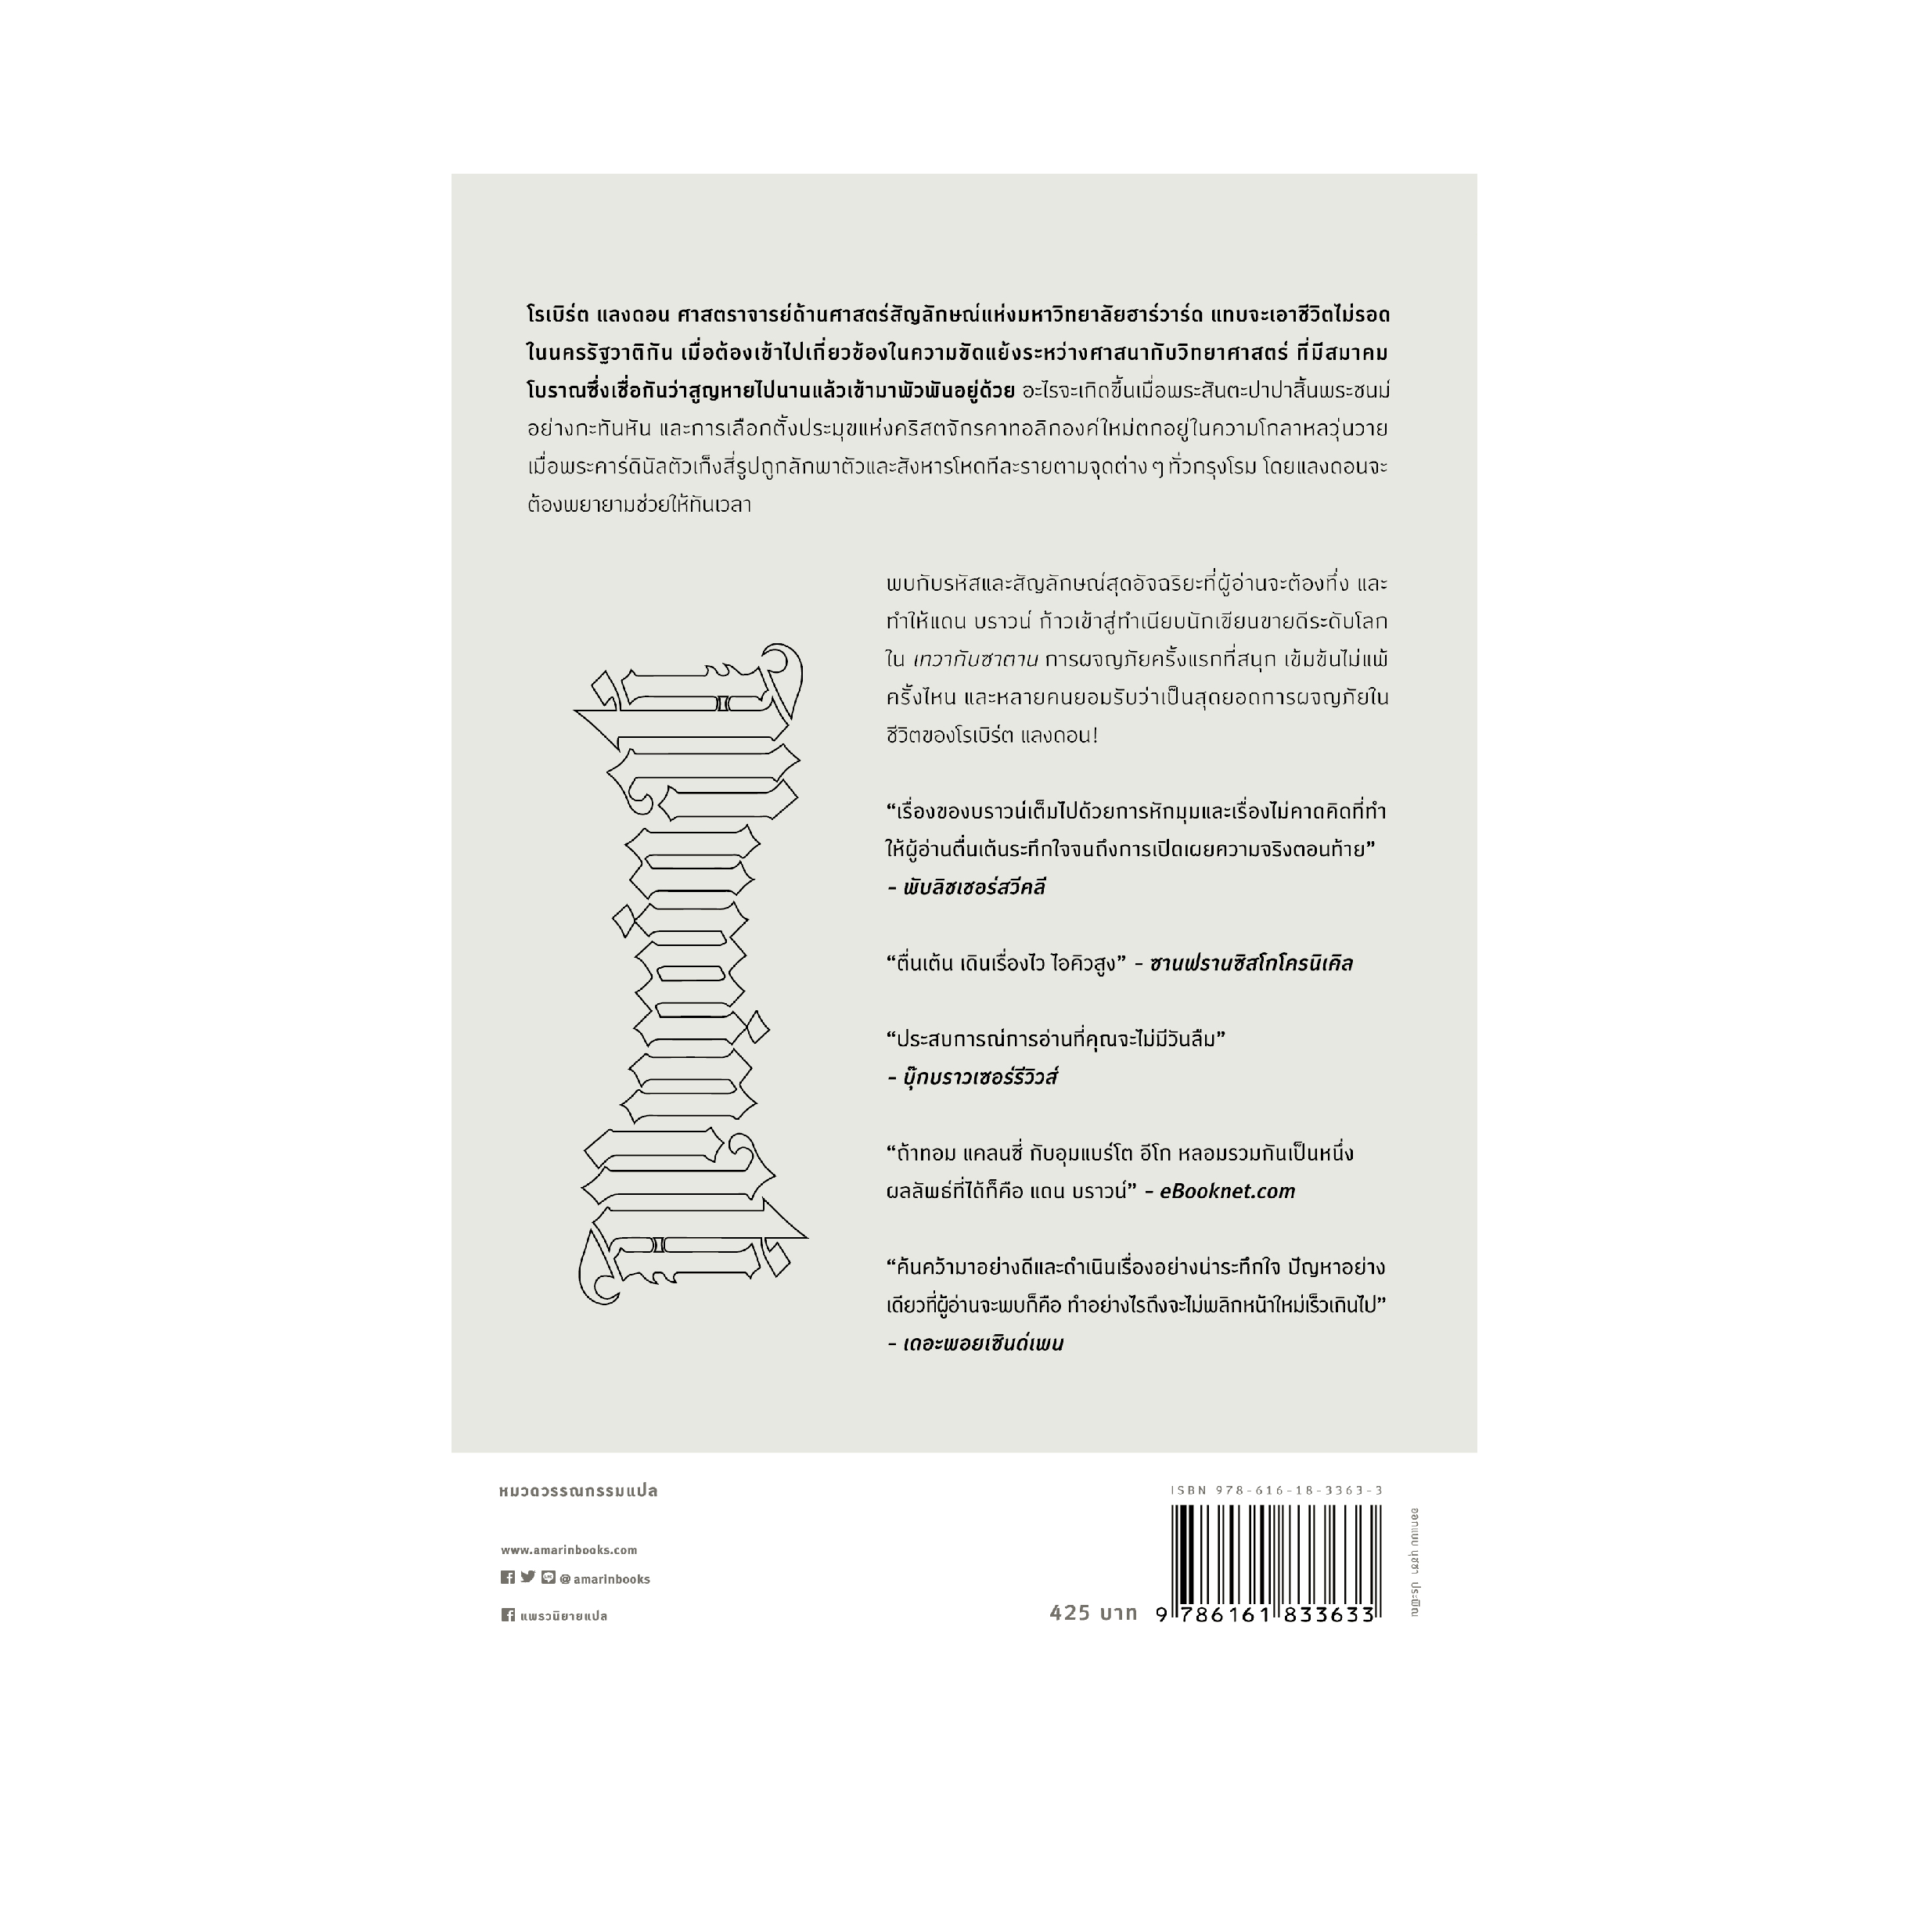 โรเบิร์ต แลงดอน ศาสตราจารย์ด้านศาสตร์สัญลักษณ์แห่งมหาวิทยาลัยฮาร์วาร์ด แทบจะเอาชีวิตไม่รอด
ในนครรัฐวาติกัน เมื่อต้องเข้าไปเกี่ยวข้องในความขัดแย้งระหว่างศาสนากับวิทยาศาสตร์ ที่มีสมาคม
โบราณซึ่งเชื่อกันว่าสูญหายไปนานแล้วเข้ามาพัวพันอยู่ด้วย อะไรจะเกิดขึ้นเมื่อพระสันตะปาปาสิ้นพระชนม์
อย่างกะทันหัน และการเลือกตั้งประมุขแห่งคริสตจักรคาทอลิกองค์ใหม่ตกอยู่ในความโกลาหลวุ่นวาย
เมื่อพระคาร์ดินัลตัวเก็งสี่รูปถูกลักพาตัวและสังหารโหดทีละรายตามจุดต่าง ๆ ทั่วกรุงโรม โดยแลงดอนจะ
ต้องพยายามช่วยให้ทันเวลา
พบกับรหัสและสัญลักษณ์สุดอัจฉริยะที่ผู้อ่านจะต้องทึ่ง และ
ทำให้แดน บราวน์ ก้าวเข้าสู่ทำเนียบนักเขียนขายดีระดับโลก
ใน เทวากับซาตาน การผจญภัยครั้งแรกที่สนุก เข้มข้นไม่แพ้
ครั้งไหน และหลายคนยอมรับว่าเป็นสุดยอดการผจญภัยใน
ชีวิตของโรเบิร์ต แลงดอน!
“เรื่องของบราวน์เต็มไปด้วยการหักมุมและเรื่องไม่คาดคิดที่ทำ
ให้ผู้อ่านตื่นเต้นระทึกใจจนถึงการเปิดเผยความจริงตอนท้าย”
– พับลิชเชอร์สวีคลี
“ตื่นเต้น เดินเรื่องไว ไอคิวสูง” – ซานฟรานซิสโกโครนิเคิล
“ประสบการณ์การอ่านที่คุณจะไม่มีวันลืม”
– บุ๊กบราวเซอร์รีวิวส์
“ถ้าทอม แคลนซี่ กับอุมแบร์โต อีโก หลอมรวมกันเป็นหนึ่ง
ผลลัพธ์ที่ได้ก็คือ แดน บราวน์” – eBooknet.com
“ค้นคว้ามาอย่างดีและดำเนินเรื่องอย่างน่าระทึกใจ ปัญหาอย่าง
เดียวที่ผู้อ่านจะพบก็คือ ทำอย่างไรถึงจะไม่พลิกหน้าใหม่เร็วเกินไป”
– เดอะพอยเซินด์เพน
หมวดวรรณกรรมแปล
www.amarinbooks.com
@amarinbooks
แพรวนิยายแปล
425 บาท
ISBN 978-616-18-3363-3
9 786161 833633
ออกแบบ